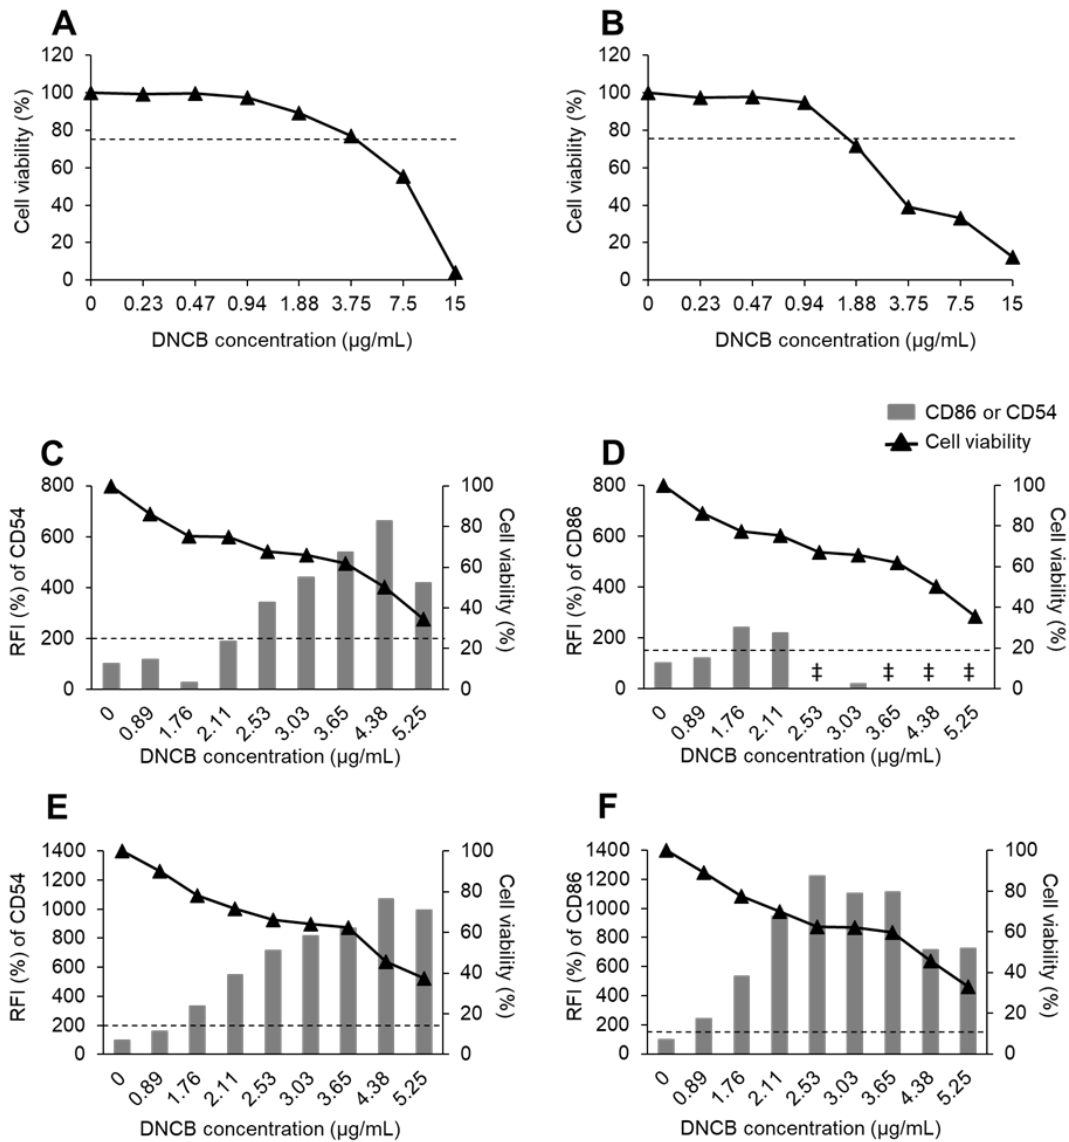 A
Cell viability (%)
120
100
80
60
40
20
0
0 0.23 0.47 0.94 1.88 3.75 7.5 15
DNCB concentration (µg/mL)
B
Cell viability (%)
120
100
80
60
40
20
0
0 0.23 0.47 0.94 1.88 3.75 7.5 15
DNCB concentration (µg/mL)
CD86 or CD54
Cell viability
C
RFI (%) of CD54
800
600
400
200
0
100
80
60
40
20
0
Cell viability (%)
0 0.89 1.76 2.11 2.53 3.03 3.65 4.38 5.25
DNCB concentration (µg/mL)
D
RFI (%) of CD86
800
600
400
200
0
‡ ‡ ‡ ‡
100
80
60
40
20
0
Cell viability (%)
0 0.89 1.76 2.11 2.53 3.03 3.65 4.38 5.25
DNCB concentration (µg/mL)
E
RFI (%) of CD54
1400
1200
1000
800
600
400
200
0
100
80
60
40
20
0
Cell viability (%)
0 0.89 1.76 2.11 2.53 3.03 3.65 4.38 5.25
DNCB concentration (µg/mL)
F
RFI (%) of CD86
1400
1200
1000
800
600
400
200
0
100
80
60
40
20
0
Cell viability (%)
0 0.89 1.76 2.11 2.53 3.03 3.65 4.38 5.25
DNCB concentration (µg/mL)